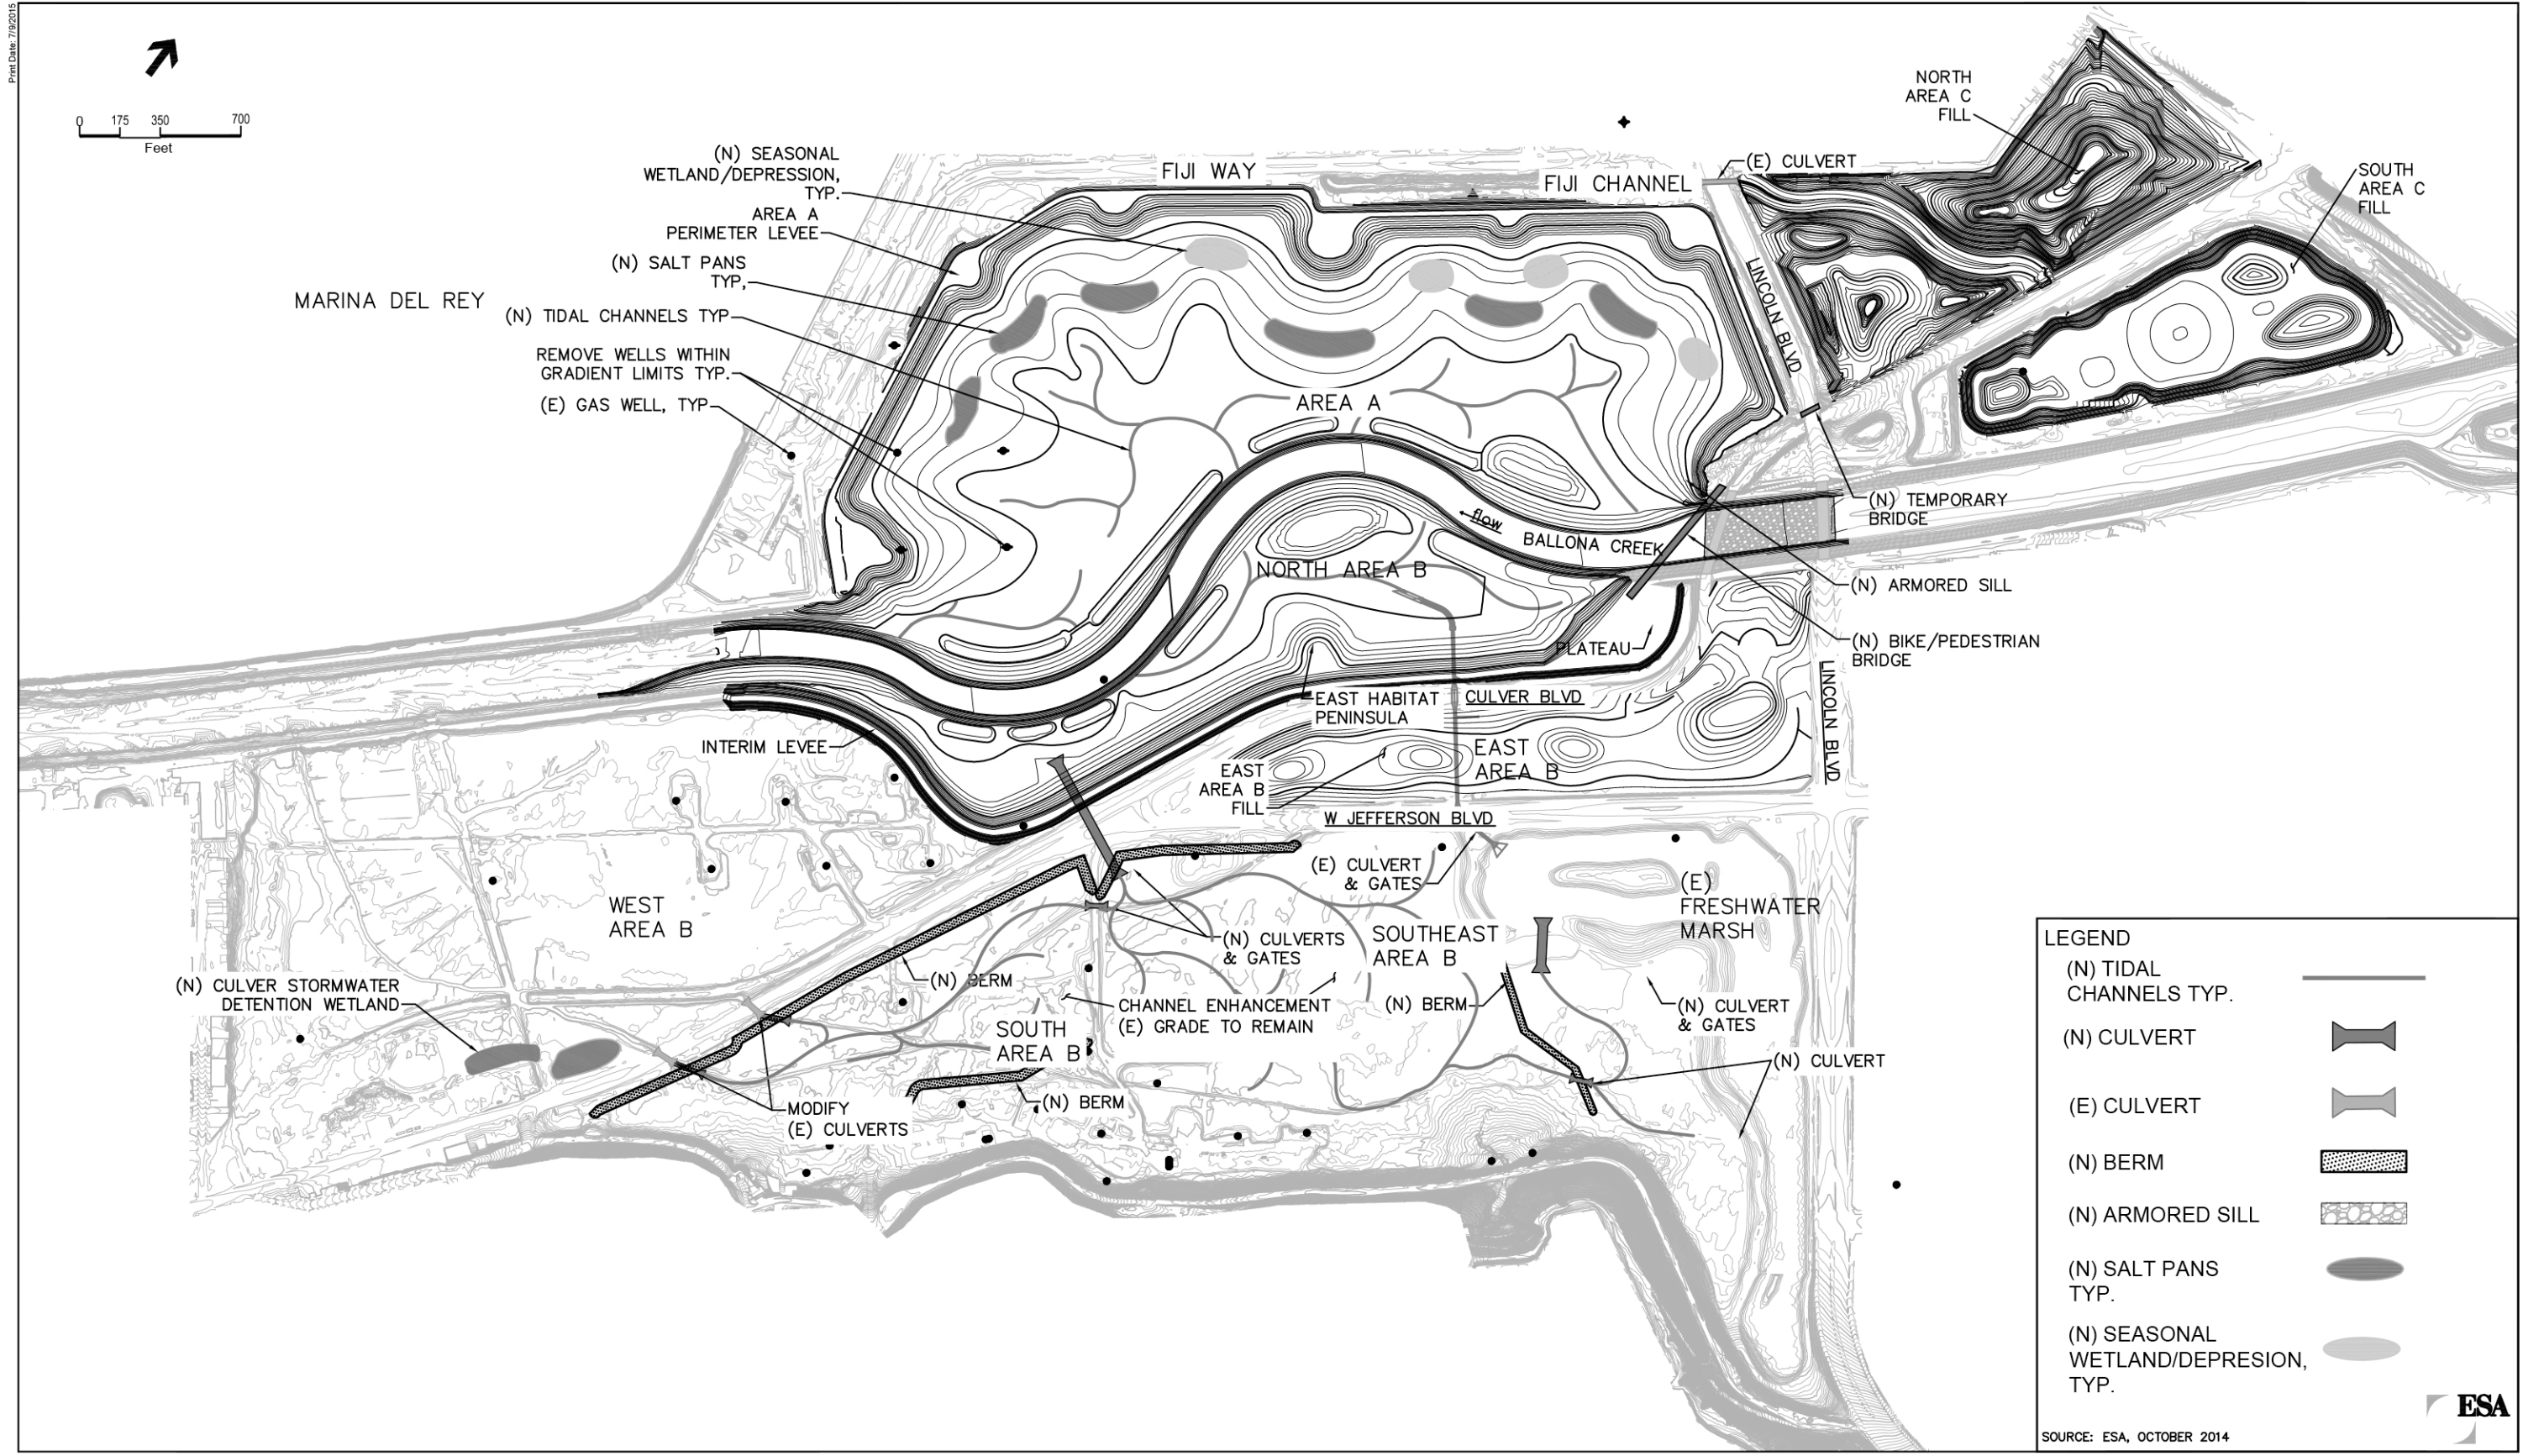 Print Date: 7/9/2015
0 175 350 700
Feet
MARINA DEL REY
(N) SEASONAL
WETLAND/DEPRESSION,
TYP.
AREA A
PERIMETER LEVEE
(N) SALT PANS
TYP,
(N) TIDAL CHANNELS TYP
REMOVE WELLS WITHIN
GRADIENT LIMITS TYP.
(E) GAS WELL, TYP
FIJI WAY
FIJI CHANNEL
(E) CULVERT
NORTH
AREA C
FILL
SOUTH
AREA C
FILL
LINCOLN BLVD
AREA A
flow
BALLONA CREEK
NORTH AREA B
(N) TEMPORARY
BRIDGE
(N) ARMORED SILL
(N) BIKE/PEDESTRIAN
BRIDGE
PLATEAU
LINCOLN BLVD
EAST HABITAT
PENINSULA
CULVER BLVD
INTERIM LEVEE
EAST
AREA B
FILL
EAST
AREA B
W JEFFERSON BLVD
(E) CULVERT
& GATES
(E)
FRESHWATER
MARSH
WEST
AREA B
(N) CULVERTS
& GATES
SOUTHEAST
AREA B
(N) BERM
(N) CULVER STORMWATER
DETENTION WETLAND
CHANNEL ENHANCEMENT
(E) GRADE TO REMAIN
(N) BERM
(N) CULVERT
& GATES
SOUTH
AREA B
(N) CULVERT
(N) BERM
MODIFY
(E) CULVERTS
LEGEND
(N) TIDAL
CHANNELS TYP.
(N) CULVERT
(E) CULVERT
(N) BERM
(N) ARMORED SILL
(N) SALT PANS
TYP.
(N) SEASONAL
WETLAND/DEPRESION,
TYP.
ESA
SOURCE: ESA, OCTOBER 2014